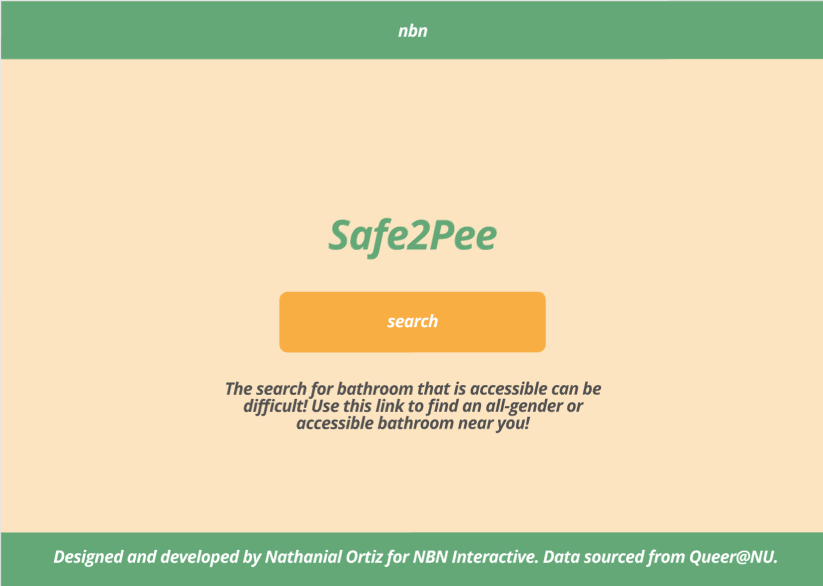 nbn
Safe2Pee
search
The search for bathroom that is accessible can be
difficult! Use this link to find an all-gender or
accessible bathroom near you!
Designed and developed by Nathanial Ortiz for NBN Interactive. Data sourced from Queer@NU.